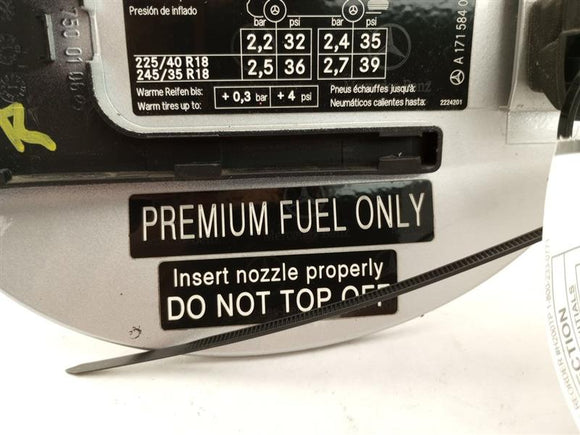 Presión de inflado bar psi bar psi
2,2 32 2,4 35
225/40 R18
245/35 R18 2,5 36 2,7 39
Warme Reifen bis: Pneus échauffés jusqu'à:
Warm tires up to: +0,3 bar +4 psi Neumáticos calientes hasta:
2224201
A 171 584 0
PREMIUM FUEL ONLY
Insert nozzle properly
DO NOT TOP OFF
R
CTION